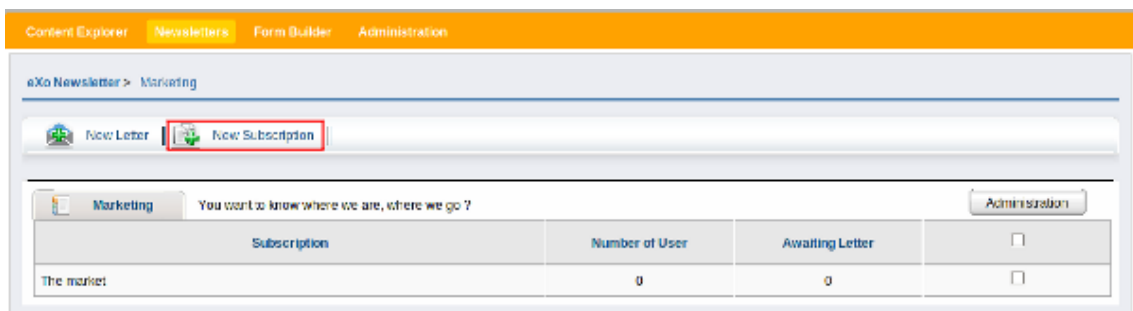 Content Explorer Newsletters Form Builder Administration
eXo Newsletter > Marketing
New Letter New Subscription
Marketing You want to know where we are, where we go ? Administration
Subscription Number of User Awaiting Letter
The market 0 0